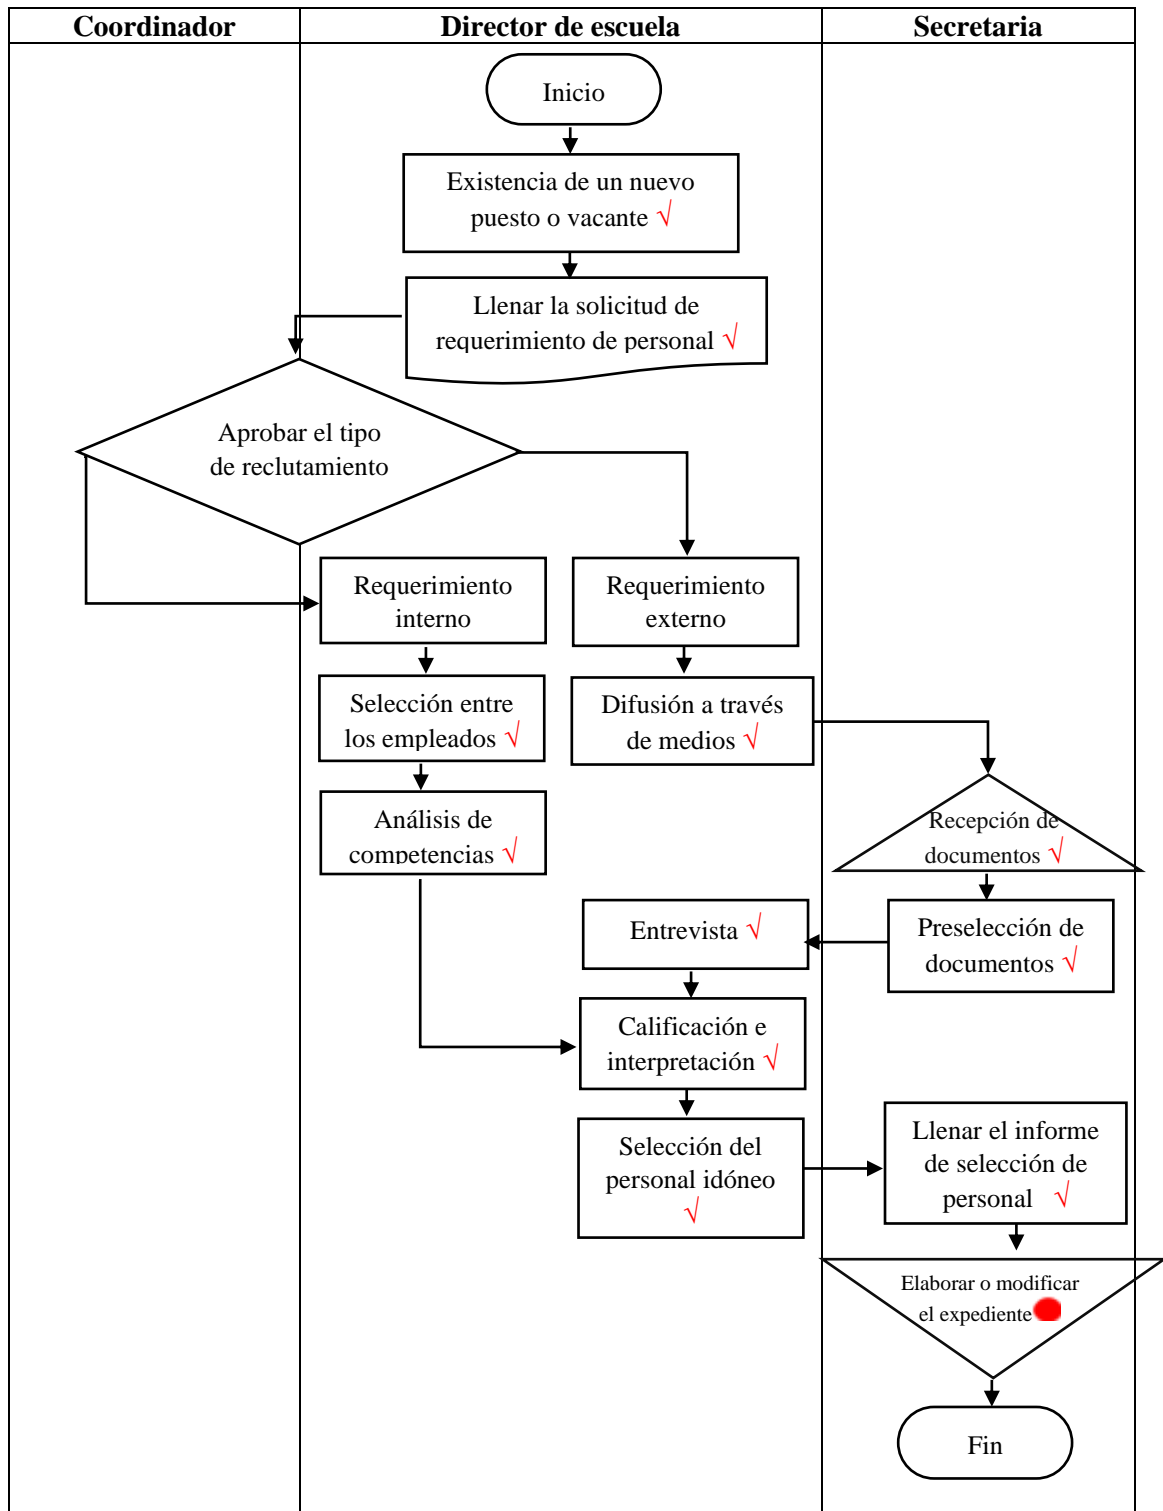 Coordinador
Director de escuela
Secretaria
Inicio
Existencia de un nuevo
puesto o vacante √
Llenar la solicitud de
requerimiento de personal √
Aprobar el tipo
de reclutamiento
Requerimiento
interno
Requerimiento
externo
Selección entre
los empleados √
Difusión a través
de medios √
Análisis de
competencias √
Recepción de
documentos √
Entrevista √
Preselección de
documentos √
Calificación e
interpretación √
Selección del
personal idóneo
√
Llenar el informe
de selección de
personal √
Elaborar o modificar
el expediente
Fin